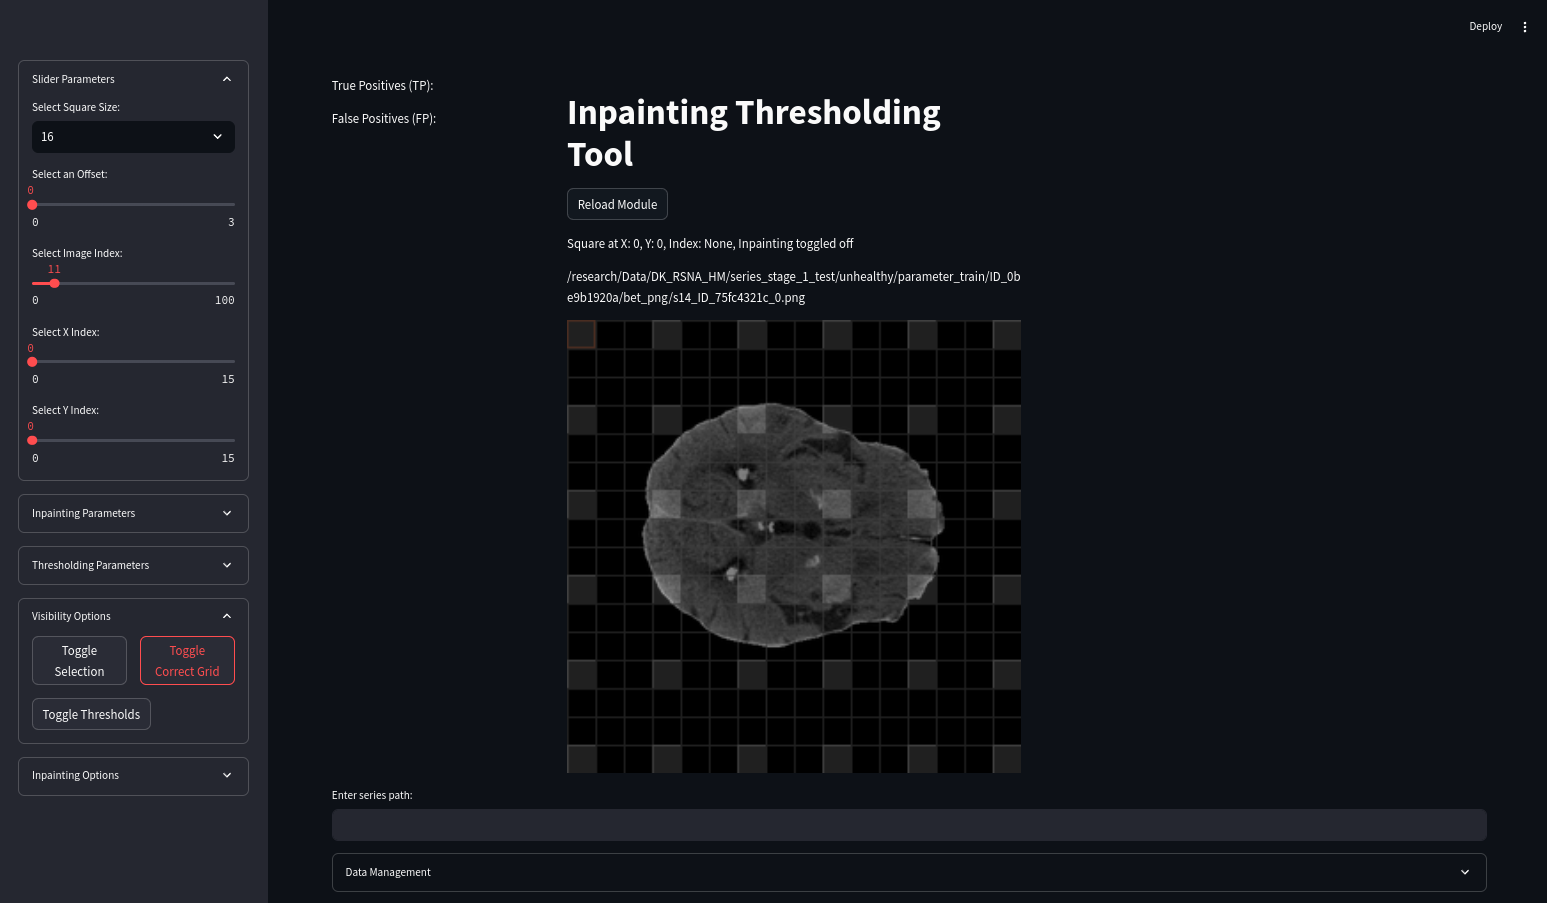 Deploy
Slider Parameters
Select Square Size:
16
Select an Offset:
0
0 3
Select Image Index:
11
0 100
Select X Index:
0
0 15
Select Y Index:
0
0 15
Inpainting Parameters
Thresholding Parameters
Visibility Options
Toggle
Selection
Toggle
Correct Grid
Toggle Thresholds
Inpainting Options
True Positives (TP):
False Positives (FP):
Inpainting Thresholding
Tool
Reload Module
Square at X: 0, Y: 0, Index: None, Inpainting toggled off
/research/Data/DK_RSNA_HM/series_stage_1_test/unhealthy/parameter_train/ID_0b
e9b1920a/bet_png/s14_ID_75fc4321c_0.png
Enter series path:
Data Management